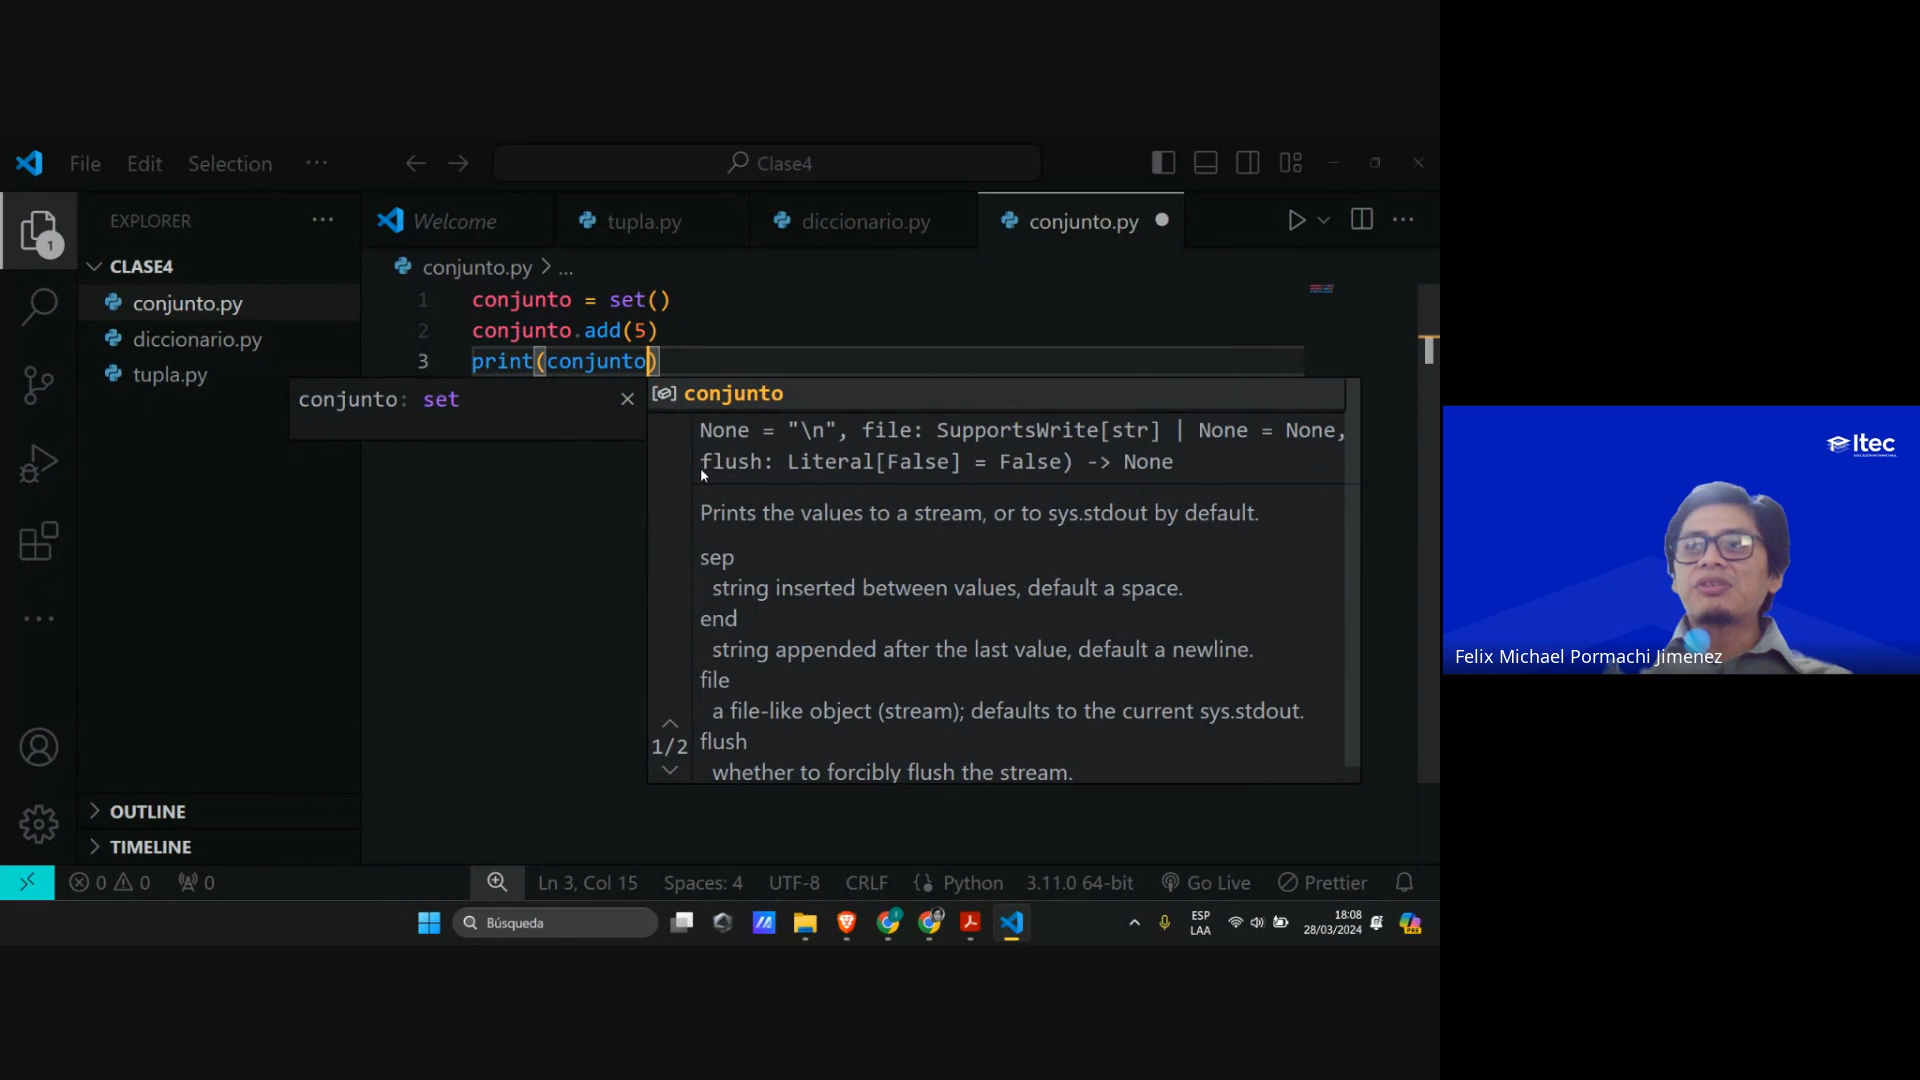 File Edit Selection ··· Clase4
EXPLORER ···
Welcome tupla.py diccionario.py conjunto.py
1
CLASE4
conjunto.py
diccionario.py
tupla.py
conjunto.py > ...
1 conjunto = set()
2 conjunto.add(5)
3 print(conjunto)
conjunto: set
conjunto
None = "\n", file: SupportsWrite[str] | None = None,
flush: Literal[False] = False) -> None
Prints the values to a stream, or to sys.stdout by default.
sep
string inserted between values, default a space.
end
string appended after the last value, default a newline.
file
a file-like object (stream); defaults to the current sys.stdout.
1/2
flush
whether to forcibly flush the stream.
OUTLINE
TIMELINE
0 0 0 Ln 3, Col 15 Spaces: 4 UTF-8 CRLF Python 3.11.0 64-bit Go Live Prettier
Búsqueda
ESP
LAA
18:08
28/03/2024
PRE
Itec
Felix Michael Pormachi Jimenez